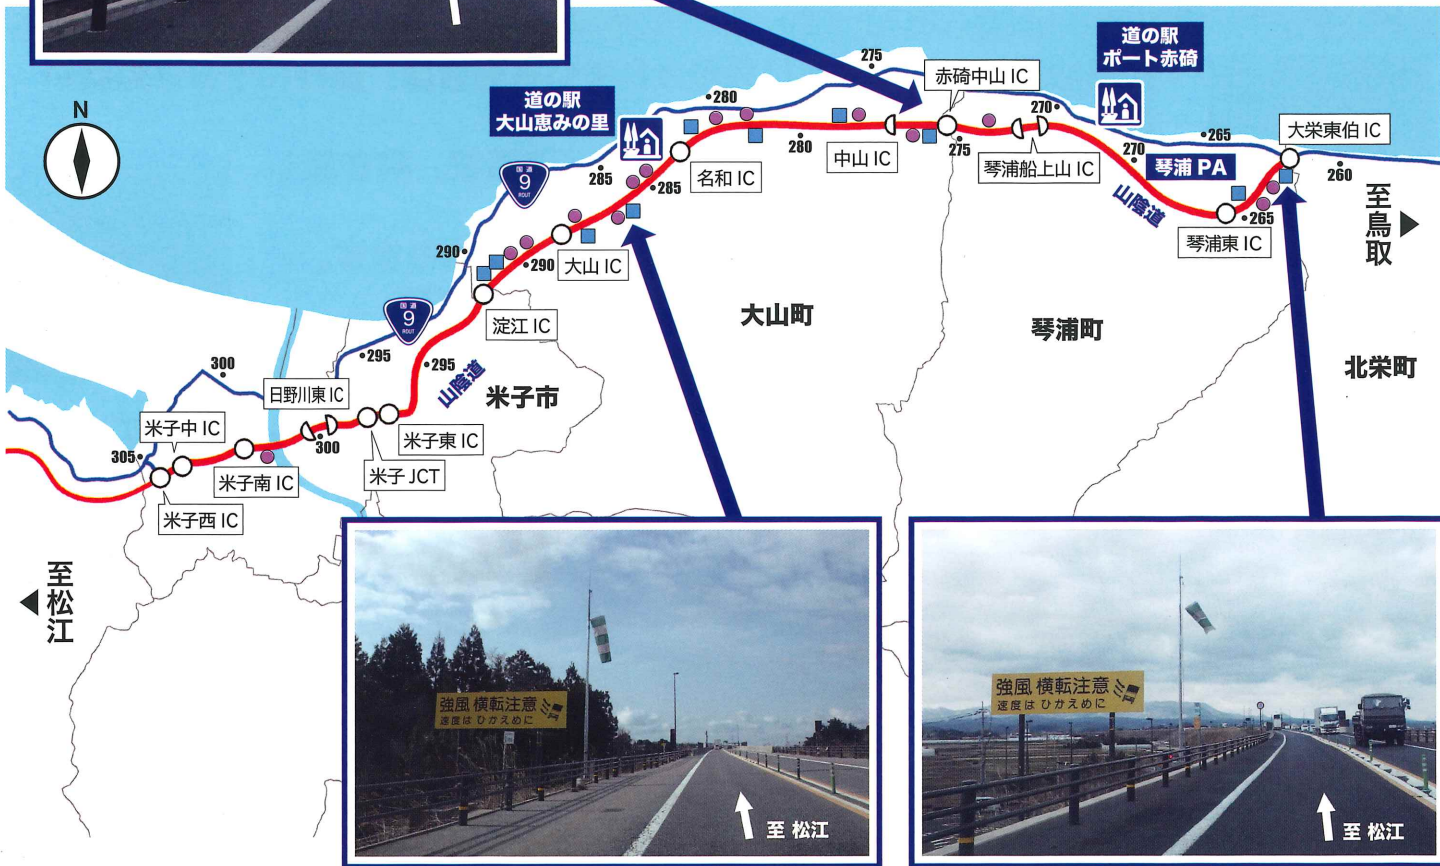 道の駅
ポート赤碕
275
赤碕中山 IC
道の駅
大山恵みの里
280
270
265
大栄東伯 IC
N
280
中山 IC
275
琴浦船上山 IC
270
琴浦 PA
260
国道
9
ROUT
285
名和 IC
285
山陰道
265
至鳥取
琴浦東 IC
290
290
大山 IC
国道
9
ROUT
淀江 IC
大山町
琴浦町
北栄町
295
295
山陰道
米子市
300
日野川東 IC
米子中 IC
300
米子東 IC
305
米子南 IC
米子 JCT
米子西 IC
至松江
強風 横転注意
速度は ひかえめに
至 松江
強風 横転注意
速度は ひかえめに
至 松江